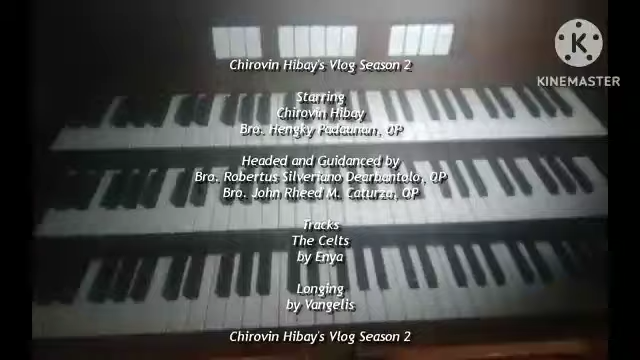 Chirovin Hibay's Vlog Season 2
KINEMASTER
Starring
Chirovin Hibay
Bro. Hengky Padaunan, OP
Headed and Guidanced by
Bro. Robertus Silveriano Dearbantolo, OP
Bro. John Rheed M. Caturza, OP
Tracks
The Celts
by Enya
Longing
by Vangelis
Chirovin Hibay's Vlog Season 2